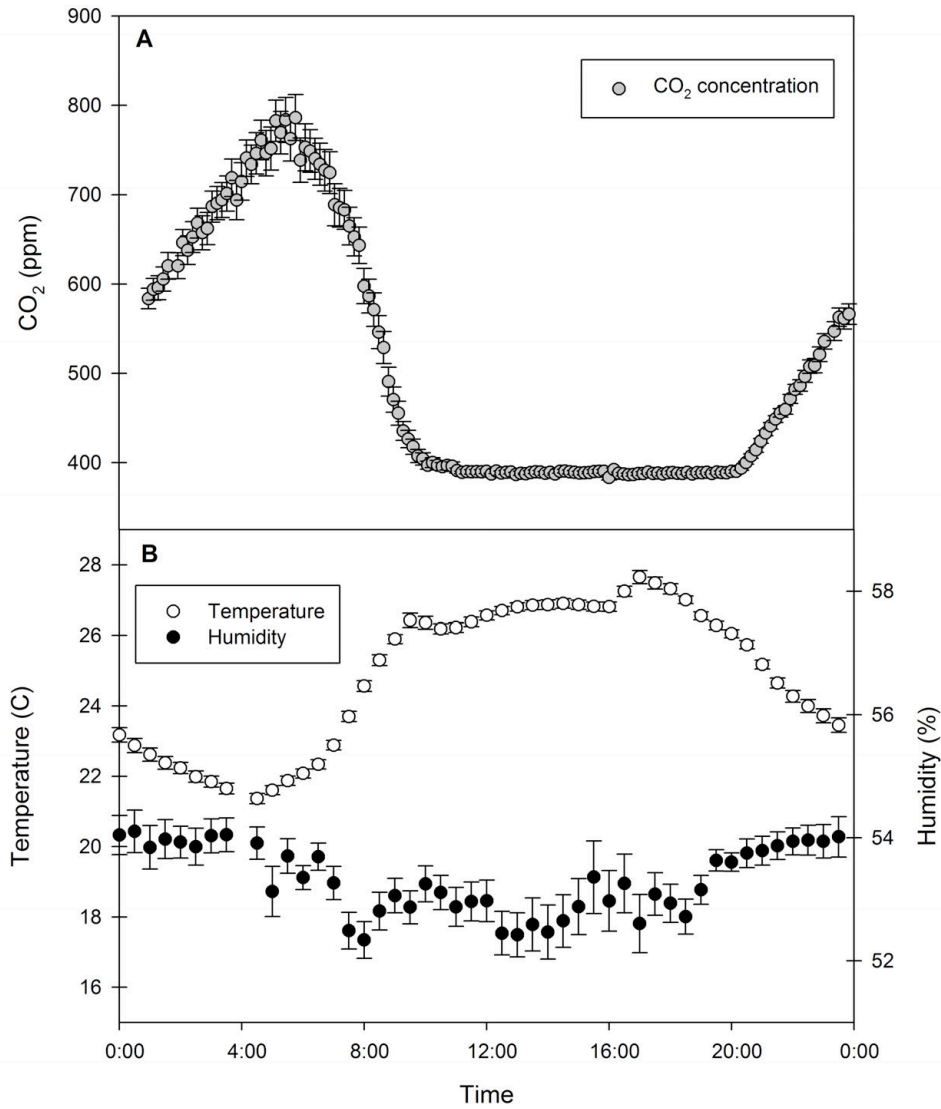 A
CO2 concentration
900
800
700
600
500
400
CO2 (ppm)
B
Temperature
Humidity
28
26
24
22
20
18
16
Temperature (C)
58
56
54
52
Humidity (%)
0:00 4:00 8:00 12:00 16:00 20:00 0:00
Time